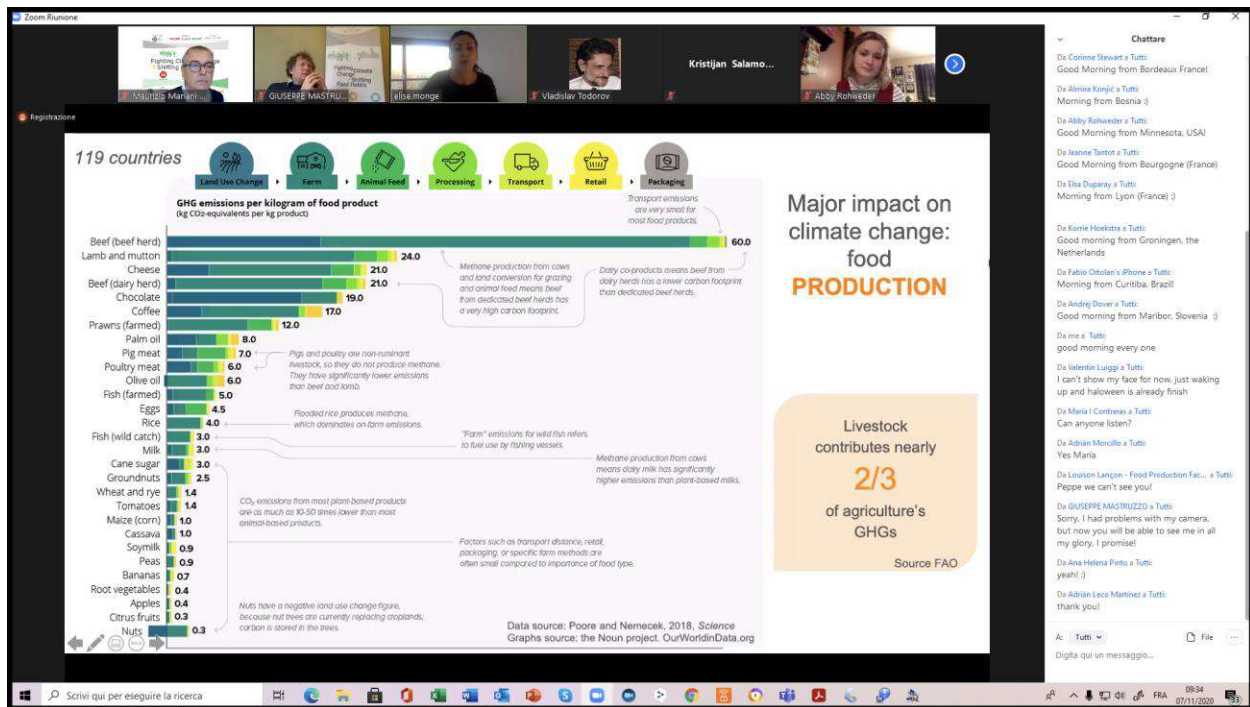 Zoom Riunione
Maurizio Mariani ...
GIUSEPPE MASTRU...
elise.monge
Vladislav Todorov
Kristijan Salamo...
Abby Rohweder
Registrazione
119 countries
Land Use Change
Farm
Animal Feed
Processing
Transport
Retail
Packaging
GHG emissions per kilogram of food product
(kg CO2-equivalents per kg product)
Transport emissions
are very small for
most food products.
Beef (beef herd) 60.0
Lamb and mutton 24.0
Cheese 21.0
Beef (dairy herd) 21.0
Chocolate 19.0
Coffee 17.0
Prawns (farmed) 12.0
Palm oil 8.0
Pig meat 7.0
Poultry meat 6.0
Olive oil 6.0
Fish (farmed) 5.0
Eggs 4.5
Rice 4.0
Fish (wild catch) 3.0
Milk 3.0
Cane sugar 3.0
Groundnuts 2.5
Wheat and rye 1.4
Tomatoes 1.4
Maize (corn) 1.0
Cassava 1.0
Soymilk 0.9
Peas 0.9
Bananas 0.7
Root vegetables 0.4
Apples 0.4
Citrus fruits 0.3
Nuts 0.3
Methane production from cows
and land conversion for grazing
and animal feed means beef
from dedicated beef herds has
a very high carbon footprint.
Dairy co-products means beef from
dairy herds has a lower carbon footprint
than dedicated beef herds.
Pigs and poultry are non-ruminant
livestock, so they do not produce methane.
They have significantly lower emissions
than beef and lamb.
Flooded rice produces methane,
which dominates on-farm emissions.
"Farm" emissions for wild fish refers
to fuel use by fishing vessels.
Methane production from cows
means dairy milk has significantly
higher emissions than plant-based milks.
CO₂ emissions from most plant-based products
are as much as 10-50 times lower than most
animal-based products.
Factors such as transport distance, retail,
packaging, or specific farm methods are
often small compared to importance of food type.
Nuts have a negative land use change figure,
because nut trees are currently replacing croplands;
carbon is stored in the trees.
Data source: Poore and Nemecek, 2018, Science
Graphs source: the Noun project. OurWorldinData.org
Major impact on
climate change:
food
PRODUCTION
Livestock
contributes nearly
2/3
of agriculture's
GHGs
Source FAO
Chattare
Da Corinne Stewart a Tutti:
Good Morning from Bordeaux France!
Da Almira Konjić a Tutti:
Morning from Bosnia :)
Da Abby Rohweder a Tutti:
Good Morning from Minnesota, USA!
Da Jeanne Tantot a Tutti:
Good Morning from Bourgogne (France)
Da Elsa Duparay a Tutti:
Morning from Lyon (France) :)
Da Korrie Hoekstra a Tutti:
Good morning from Groningen, the
Netherlands
Da Fabio Ortolan's iPhone a Tutti:
Morning from Curitiba, Brazil!
Da Andrej Dover a Tutti:
Good morning from Maribor, Slovenia :)
Da me a Tutti:
good morning every one
Da Valentin Luiggi a Tutti:
I can't show my face for now, just waking
up and haloween is already finish
Da María I Contreras a Tutti:
Can anyone listen?
Da Adrián Morcillo a Tutti:
Yes María
Da Louison Lançon - Food Production Fac... a Tutti:
Peppe we can't see you!
Da GIUSEPPE MASTRUZZO a Tutti:
Sorry, I had problems with my camera,
but now you will be able to see me in all
my glory, I promise!
Da Ana Helena Pinto a Tutti:
yeah! :)
Da Adrián Leco Martínez a Tutti:
thank you!
A: Tutti
File
Digita qui un messaggio...
Scrivi qui per eseguire la ricerca
FRA
09:34
07/11/2020